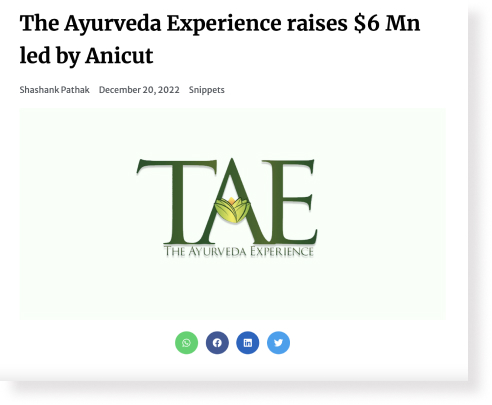 The Ayurveda Experience raises $6 Mn
led by Anicut
Shashank Pathak December 20, 2022 Snippets
TAE
THE AYURVEDA EXPERIENCE